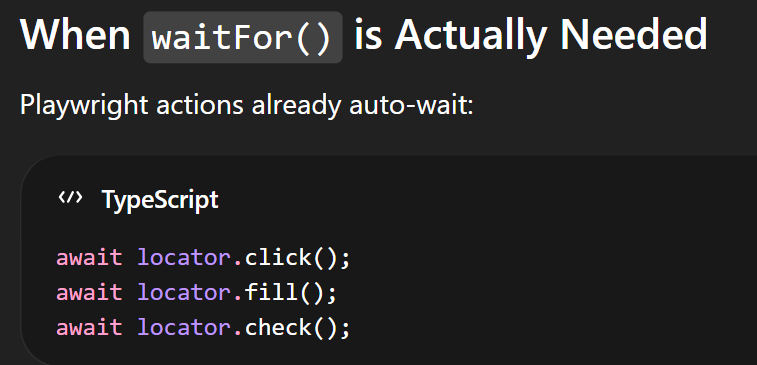 When waitFor() is Actually Needed
Playwright actions already auto-wait:
TypeScript
await locator.click();
await locator.fill();
await locator.check();